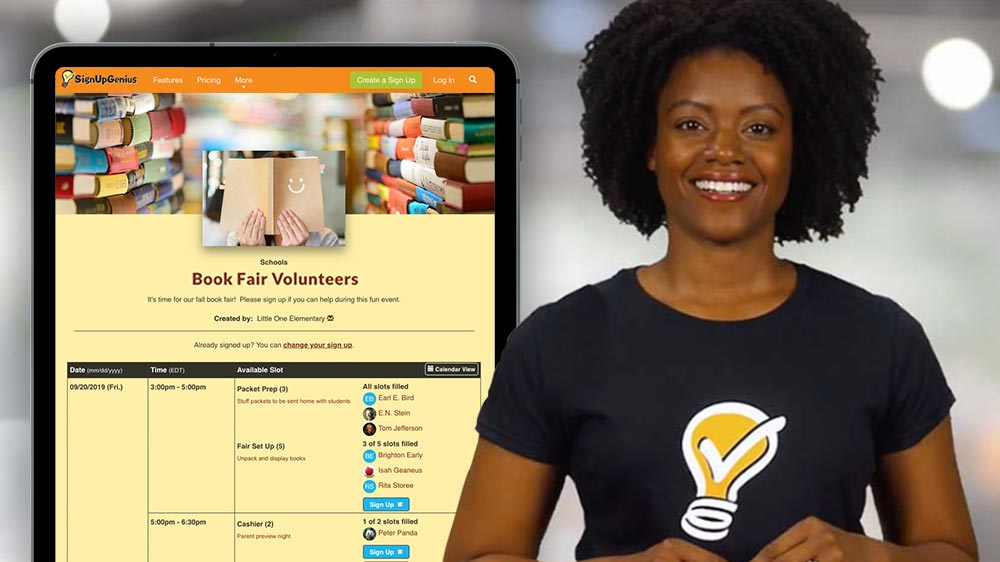 SignUpGenius Features Pricing More Create a Sign Up Log In
Schools
Book Fair Volunteers
It's time for our fall book fair! Please sign up if you can help during this fun event.
Created by: Little One Elementary
Already signed up? You can change your sign up.
Date (mm/dd/yyyy) Time (EDT) Available Slot Calendar View
09/20/2019 (Fri.) 3:00pm - 5:00pm Packet Prep (3) All slots filled
Stuff packets to be sent home with students EB Earl E. Bird
E.N. Stein
Tom Jefferson
Fair Set Up (5) 3 of 5 slots filled
Unpack and display books BE Brighton Early
Isah Geaneus
RS Rita Storee
Sign Up
5:00pm - 6:30pm Cashier (2) 1 of 2 slots filled
Parent preview night Peter Panda
Sign Up